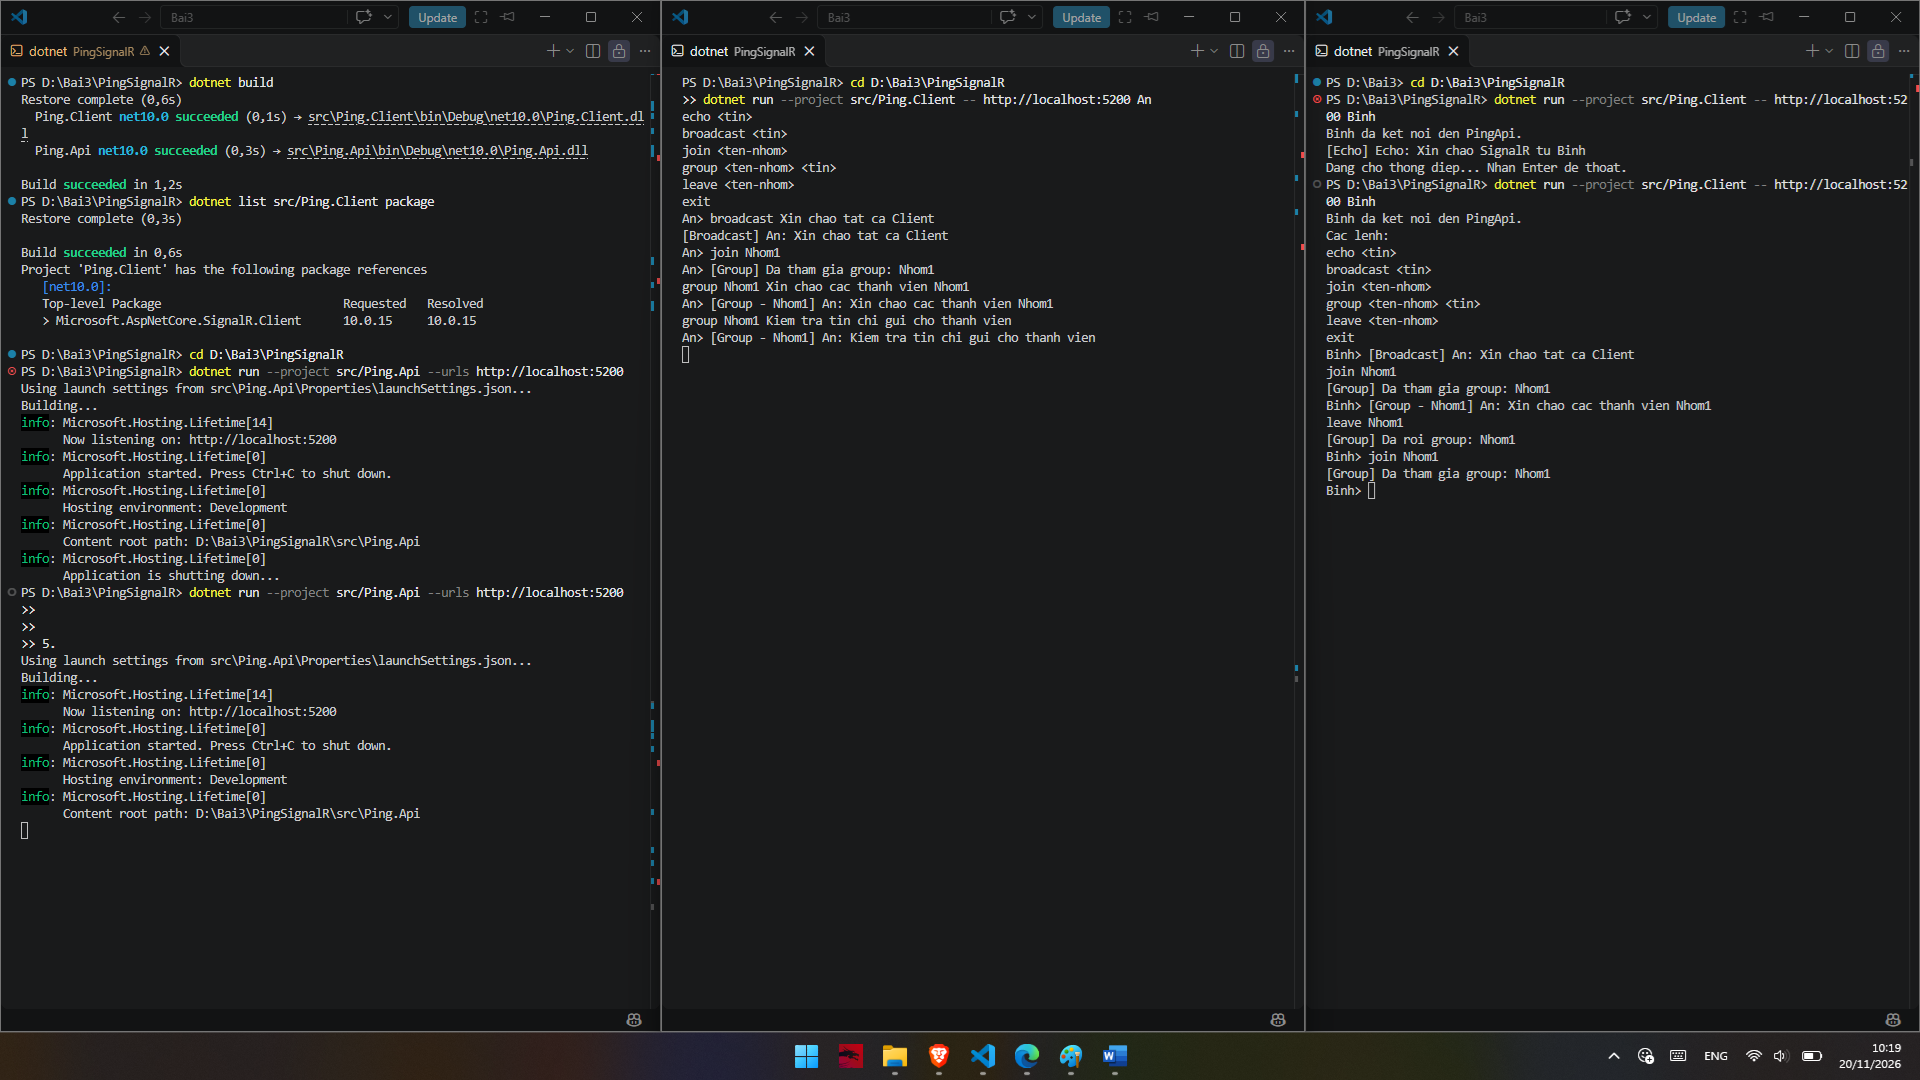 Bai3
Update
dotnet PingSignalR
PS D:\Bai3\PingSignalR> dotnet build
Restore complete (0,6s)
Ping.Client net10.0 succeeded (0,1s) → src\Ping.Client\bin\Debug\net10.0\Ping.Client.dl
l
Ping.Api net10.0 succeeded (0,3s) → src\Ping.Api\bin\Debug\net10.0\Ping.Api.dll
Build succeeded in 1,2s
PS D:\Bai3\PingSignalR> dotnet list src/Ping.Client package
Restore complete (0,3s)
Build succeeded in 0,6s
Project 'Ping.Client' has the following package references
[net10.0]:
Top-level Package Requested Resolved
> Microsoft.AspNetCore.SignalR.Client 10.0.15 10.0.15
PS D:\Bai3\PingSignalR> cd D:\Bai3\PingSignalR
PS D:\Bai3\PingSignalR> dotnet run --project src/Ping.Api --urls http://localhost:5200
Using launch settings from src\Ping.Api\Properties\launchSettings.json...
Building...
info: Microsoft.Hosting.Lifetime[14]
Now listening on: http://localhost:5200
info: Microsoft.Hosting.Lifetime[0]
Application started. Press Ctrl+C to shut down.
info: Microsoft.Hosting.Lifetime[0]
Hosting environment: Development
info: Microsoft.Hosting.Lifetime[0]
Content root path: D:\Bai3\PingSignalR\src\Ping.Api
info: Microsoft.Hosting.Lifetime[0]
Application is shutting down...
PS D:\Bai3\PingSignalR> dotnet run --project src/Ping.Api --urls http://localhost:5200
>>
>>
>> 5.
Using launch settings from src\Ping.Api\Properties\launchSettings.json...
Building...
info: Microsoft.Hosting.Lifetime[14]
Now listening on: http://localhost:5200
info: Microsoft.Hosting.Lifetime[0]
Application started. Press Ctrl+C to shut down.
info: Microsoft.Hosting.Lifetime[0]
Hosting environment: Development
info: Microsoft.Hosting.Lifetime[0]
Content root path: D:\Bai3\PingSignalR\src\Ping.Api
Bai3
Update
dotnet PingSignalR
PS D:\Bai3\PingSignalR> cd D:\Bai3\PingSignalR
>> dotnet run --project src/Ping.Client -- http://localhost:5200 An
echo <tin>
broadcast <tin>
join <ten-nhom>
group <ten-nhom> <tin>
leave <ten-nhom>
exit
An> broadcast Xin chao tat ca Client
[Broadcast] An: Xin chao tat ca Client
An> join Nhom1
An> [Group] Da tham gia group: Nhom1
group Nhom1 Xin chao cac thanh vien Nhom1
An> [Group - Nhom1] An: Xin chao cac thanh vien Nhom1
group Nhom1 Kiem tra tin chi gui cho thanh vien
An> [Group - Nhom1] An: Kiem tra tin chi gui cho thanh vien
Bai3
Update
dotnet PingSignalR
PS D:\Bai3> cd D:\Bai3\PingSignalR
PS D:\Bai3\PingSignalR> dotnet run --project src/Ping.Client -- http://localhost:52
00 Binh
Binh da ket noi den PingApi.
[Echo] Echo: Xin chao SignalR tu Binh
Dang cho thong diep... Nhan Enter de thoat.
PS D:\Bai3\PingSignalR> dotnet run --project src/Ping.Client -- http://localhost:52
00 Binh
Binh da ket noi den PingApi.
Cac lenh:
echo <tin>
broadcast <tin>
join <ten-nhom>
group <ten-nhom> <tin>
leave <ten-nhom>
exit
Binh> [Broadcast] An: Xin chao tat ca Client
join Nhom1
[Group] Da tham gia group: Nhom1
Binh> [Group - Nhom1] An: Xin chao cac thanh vien Nhom1
leave Nhom1
[Group] Da roi group: Nhom1
Binh> join Nhom1
[Group] Da tham gia group: Nhom1
Binh>
ENG
10:19
20/11/2026